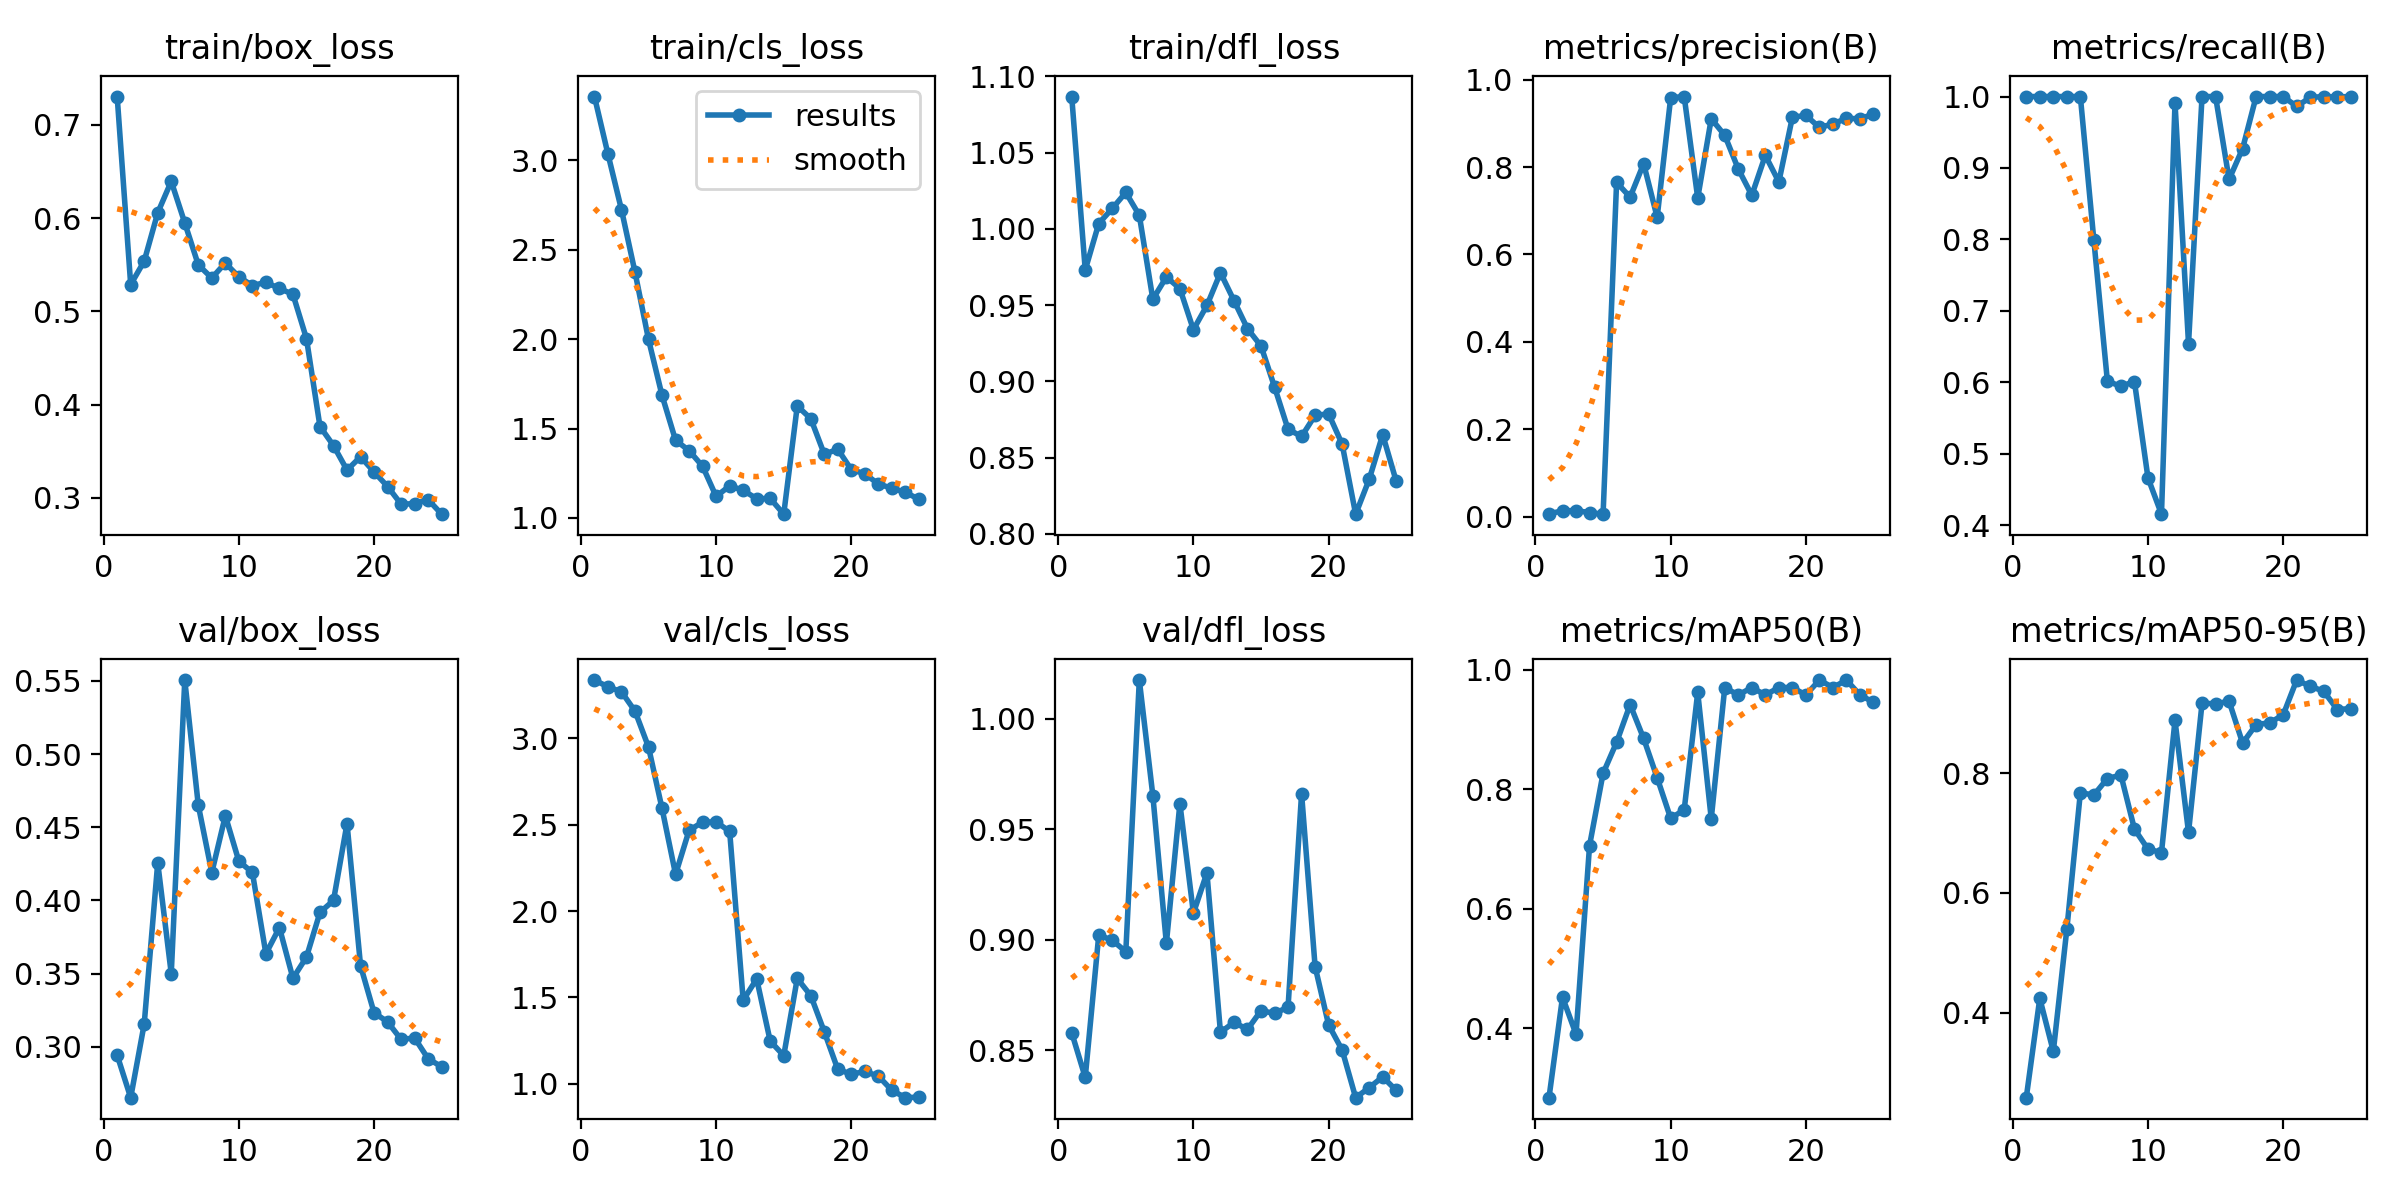 train/box_loss
0.7
0.6
0.5
0.4
0.3
0 10 20
train/cls_loss
results
smooth
3.0
2.5
2.0
1.5
1.0
0 10 20
train/dfl_loss
1.10
1.05
1.00
0.95
0.90
0.85
0.80
0 10 20
metrics/precision(B)
1.0
0.8
0.6
0.4
0.2
0.0
0 10 20
metrics/recall(B)
1.0
0.9
0.8
0.7
0.6
0.5
0.4
0 10 20
val/box_loss
0.55
0.50
0.45
0.40
0.35
0.30
0 10 20
val/cls_loss
3.0
2.5
2.0
1.5
1.0
0 10 20
val/dfl_loss
1.00
0.95
0.90
0.85
0 10 20
metrics/mAP50(B)
1.0
0.8
0.6
0.4
0 10 20
metrics/mAP50-95(B)
0.8
0.6
0.4
0 10 20